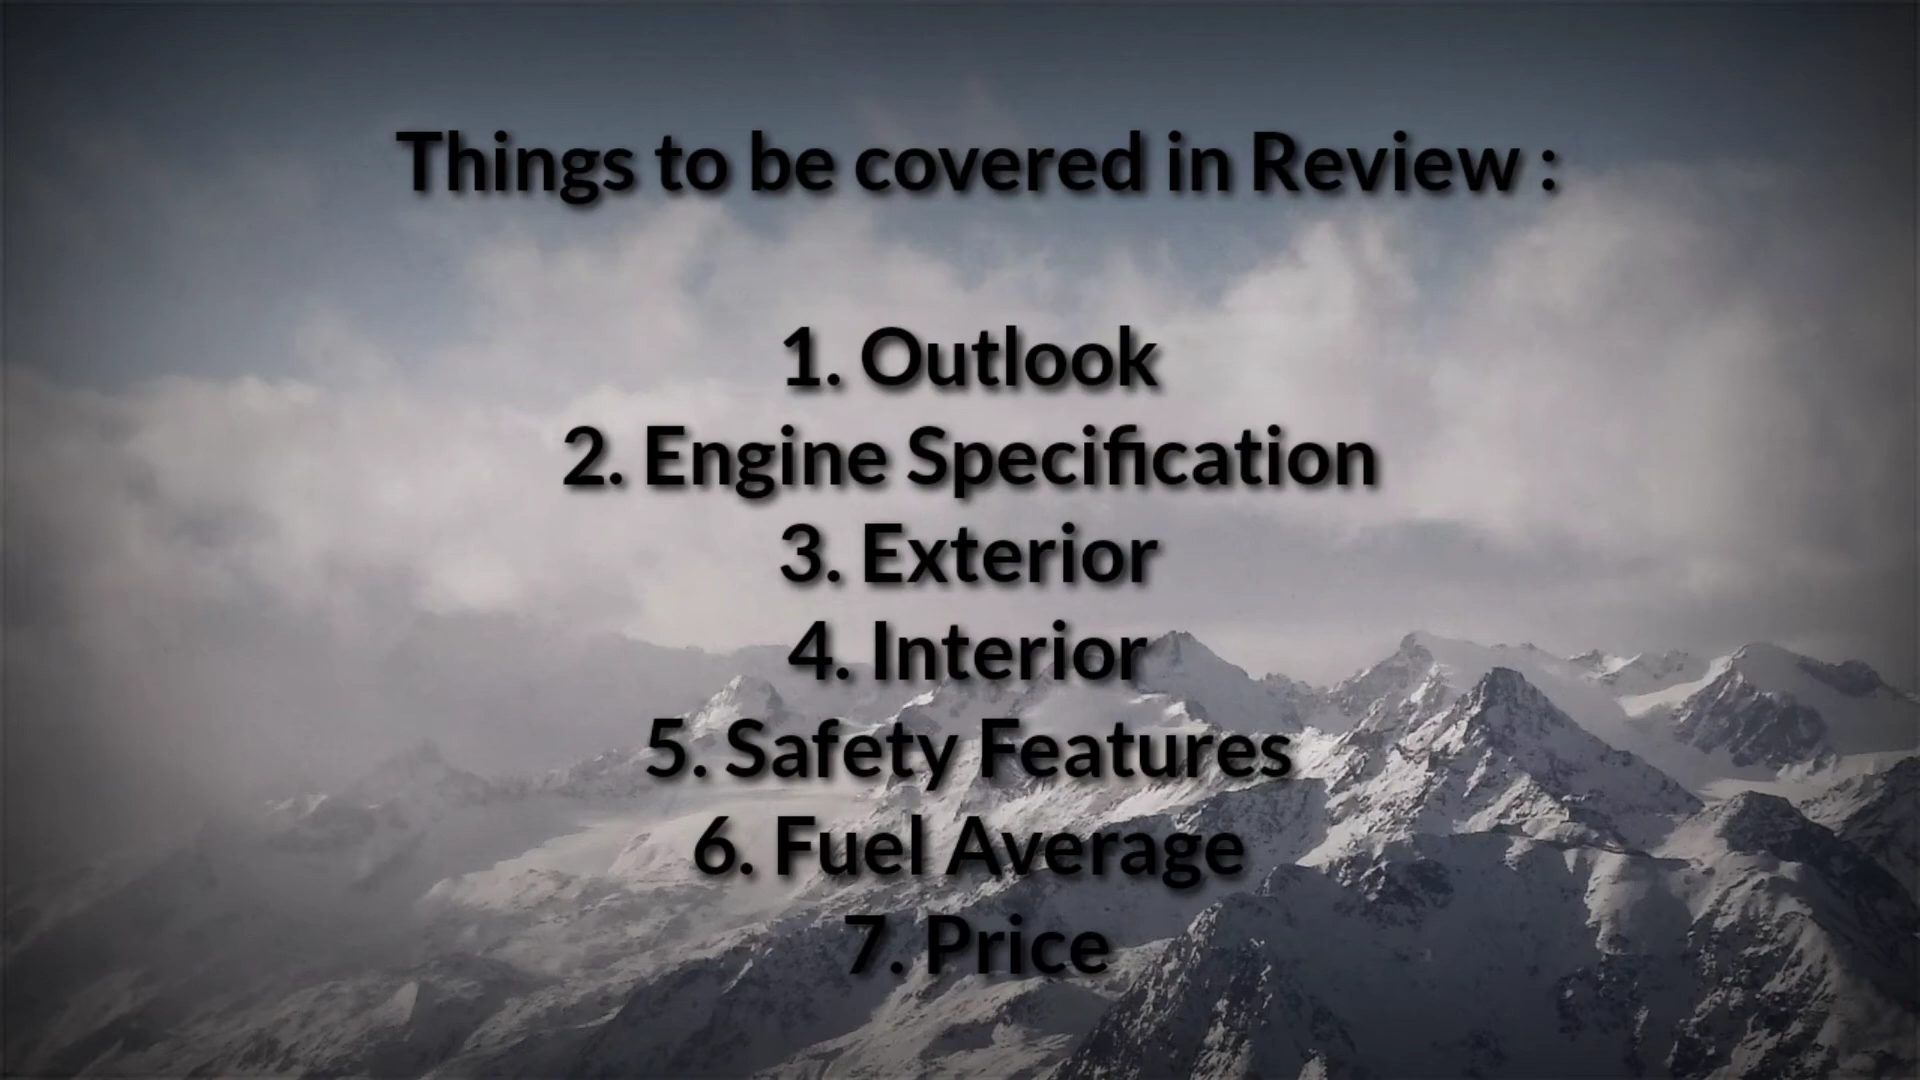 Things to be covered in Review :
1. Outlook
2. Engine Specification
3. Exterior
4. Interior
5. Safety Features
6. Fuel Average
7. Price